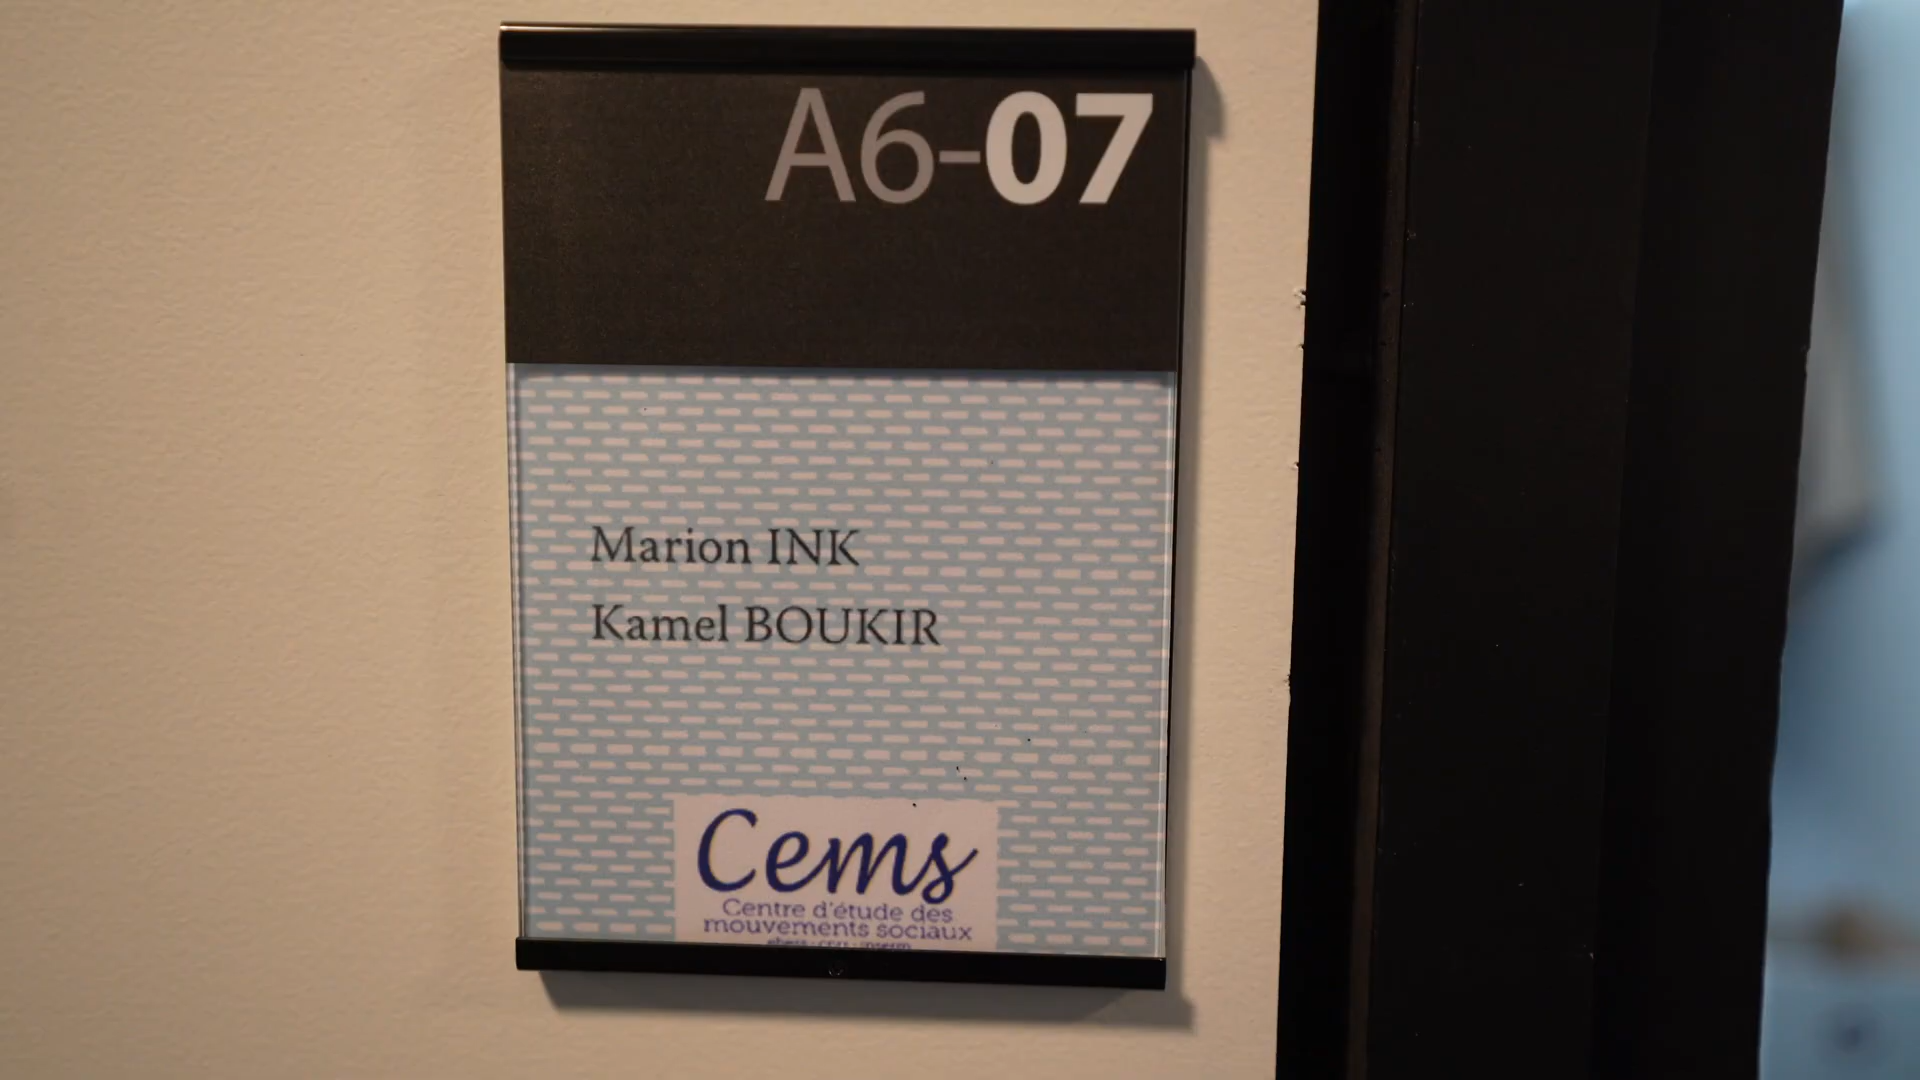 A6-07
Marion INK
Kamel BOUKIR
Cems
Centre d'étude des
mouvements sociaux